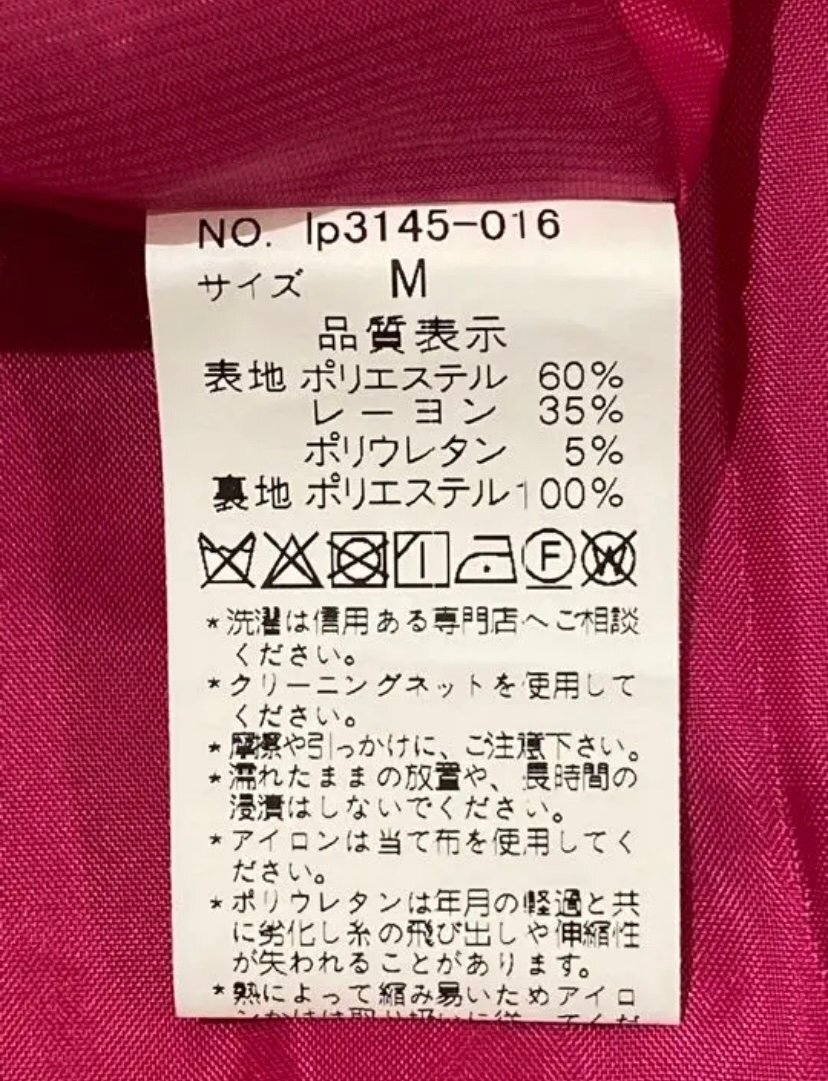 NO. lp3145-016
サイズ M
品質表示
表地 ポリエステル 60%
レーヨン 35%
ポリウレタン 5%
裏地 ポリエステル 100%
F W
*洗濯は信用ある専門店へご相談
ください。
*クリーニングネットを使用して
ください。
*摩擦や引っかけに、ご注意下さい。
*濡れたままの放置や、長時間の
浸漬はしないでください。
*アイロンは当て布を使用してく
ださい。
*ポリウレタンは年月の経過と共
に劣化し糸の飛び出しや伸縮性
が失われることがあります。
*熱によって縮み易いためアイロ